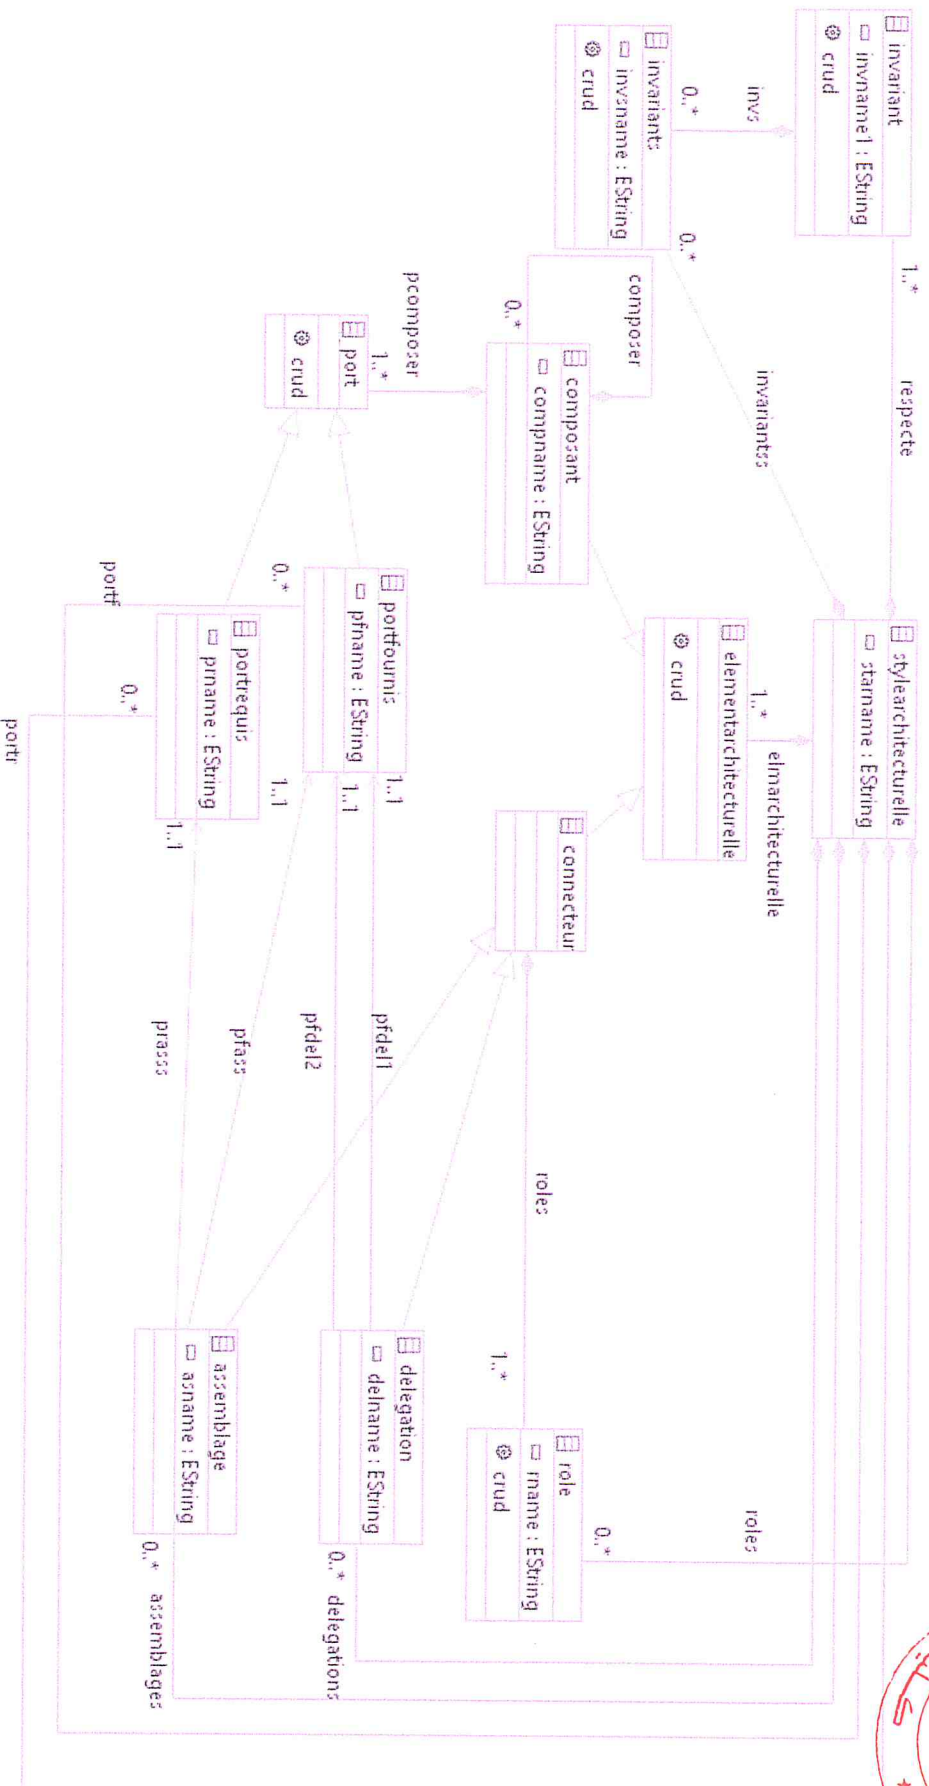 invariant
invname1 : EString
crud
1..*
respecte
stylearchitecturelle
starname : EString
invs
0..*
invariants
invsname : EString
crud
0..*
invariantss
1..*
elmarchitecturelle
elementarchitecturelle
crud
composer
0..*
composant
compname : EString
pcomposer
1..*
port
crud
connecteur
roles
1..*
role
rname : EString
crud
0..*
roles
portfournis
pfname : EString
0..*
portf
1..1
1..1
1..1
pfdel1
pfdel2
delegation
delname : EString
0..*
delegations
portrequis
prname : EString
0..*
portr
1..1
pfass
prasss
assemblage
asname : EString
0..*
assemblages